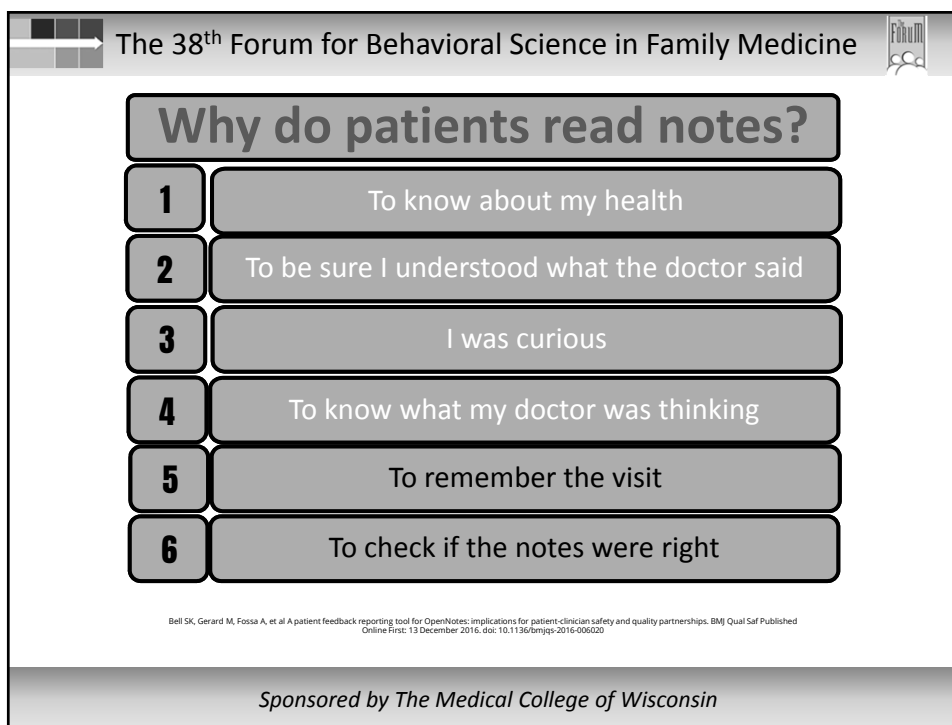 The 38th Forum for Behavioral Science in Family Medicine
The
FÖRUM
Why do patients read notes?
1
To know about my health
2
To be sure I understood what the doctor said
3
I was curious
4
To know what my doctor was thinking
5
To remember the visit
6
To check if the notes were right
Bell SK, Gerard M, Fossa A, et al A patient feedback reporting tool for OpenNotes: implications for patient-clinician safety and quality partnerships. BMJ Qual Saf Published
Online First: 13 December 2016. doi: 10.1136/bmjqs-2016-006020
Sponsored by The Medical College of Wisconsin